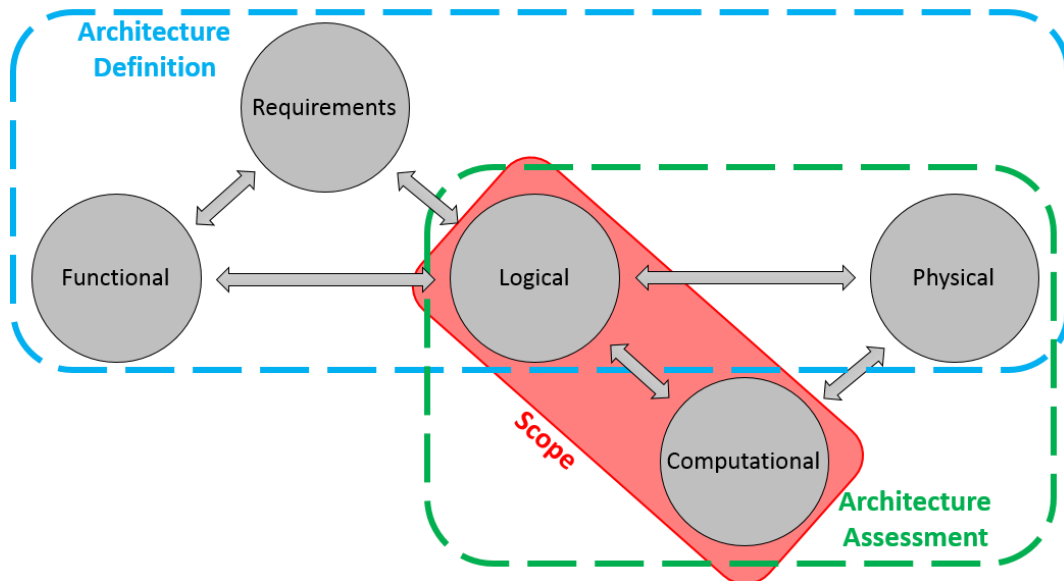 Architecture
Definition
Requirements
Functional
Logical
Physical
Scope
Computational
Architecture
Assessment